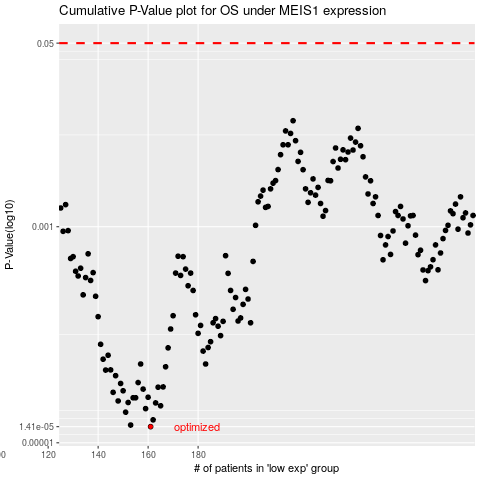 Cumulative P-Value plot for OS under MEIS1 expression
0.05
0.001
1.41e-05
0.00001
P-Value(log10)
optimized
00 120 140 160 180
# of patients in 'low exp' group